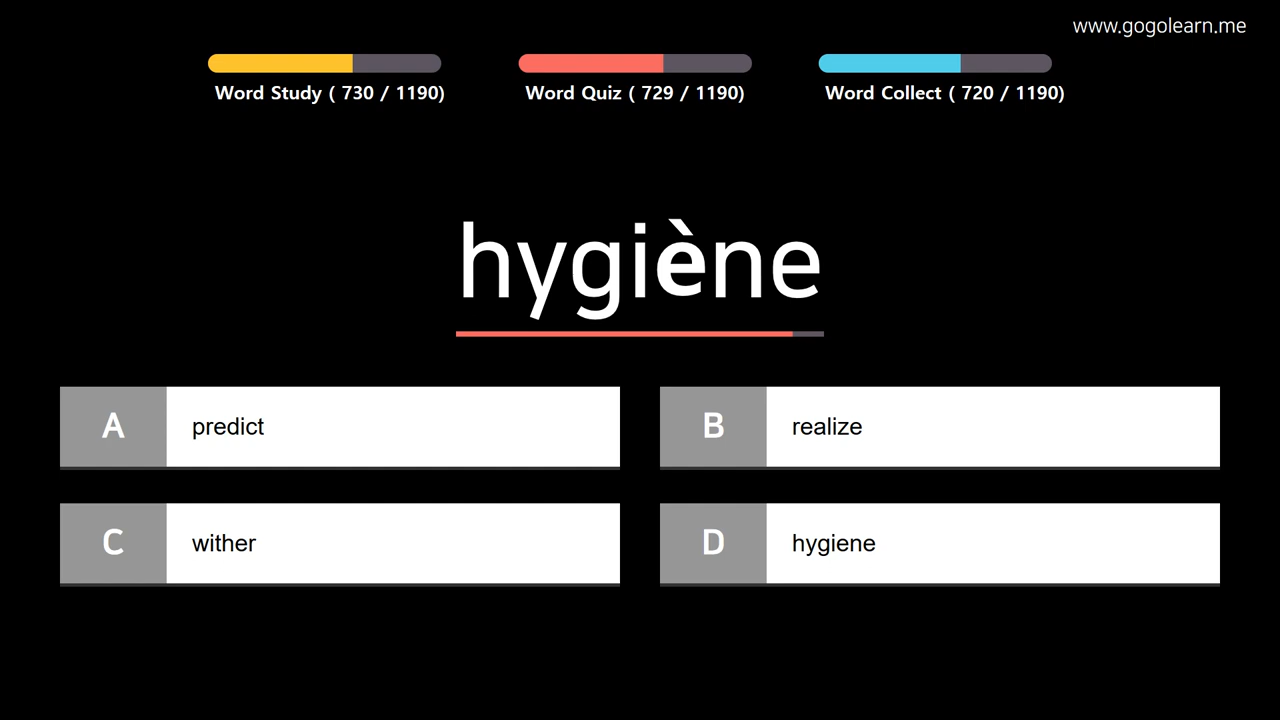 www.gogolearn.me
Word Study ( 730 / 1190)
Word Quiz ( 729 / 1190)
Word Collect ( 720 / 1190)
hygiène
A predict
B realize
C wither
D hygiene